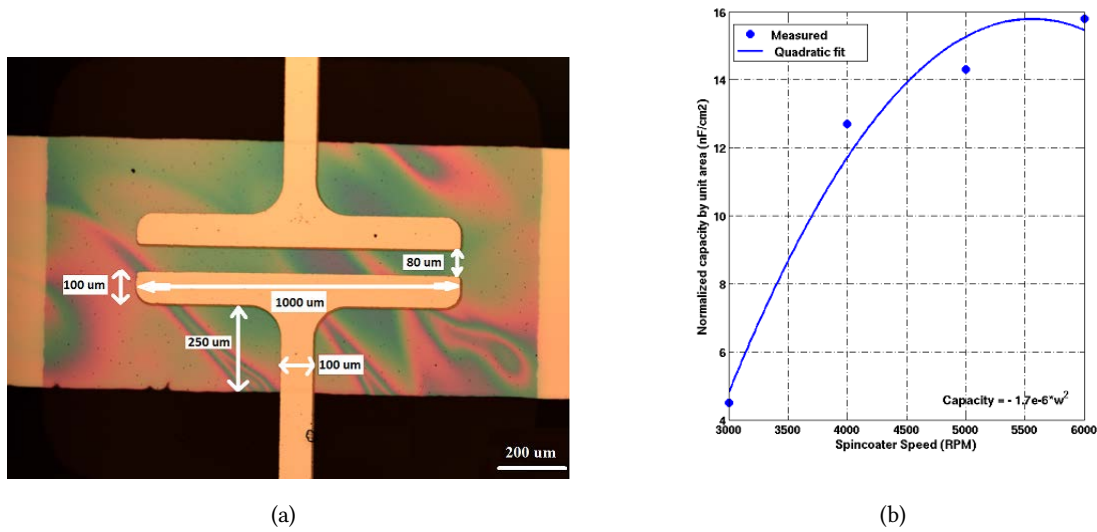 80 um
100 um
1000 um
250 um
100 um
200 um
(a)
16
14
12
10
8
6
4
Normalized capacity by unit area (nF/cm2)
Measured
Quadratic fit
Capacity = - 1.7e-6*w²
3000 3500 4000 4500 5000 5500 6000
Spincoater Speed (RPM)
(b)